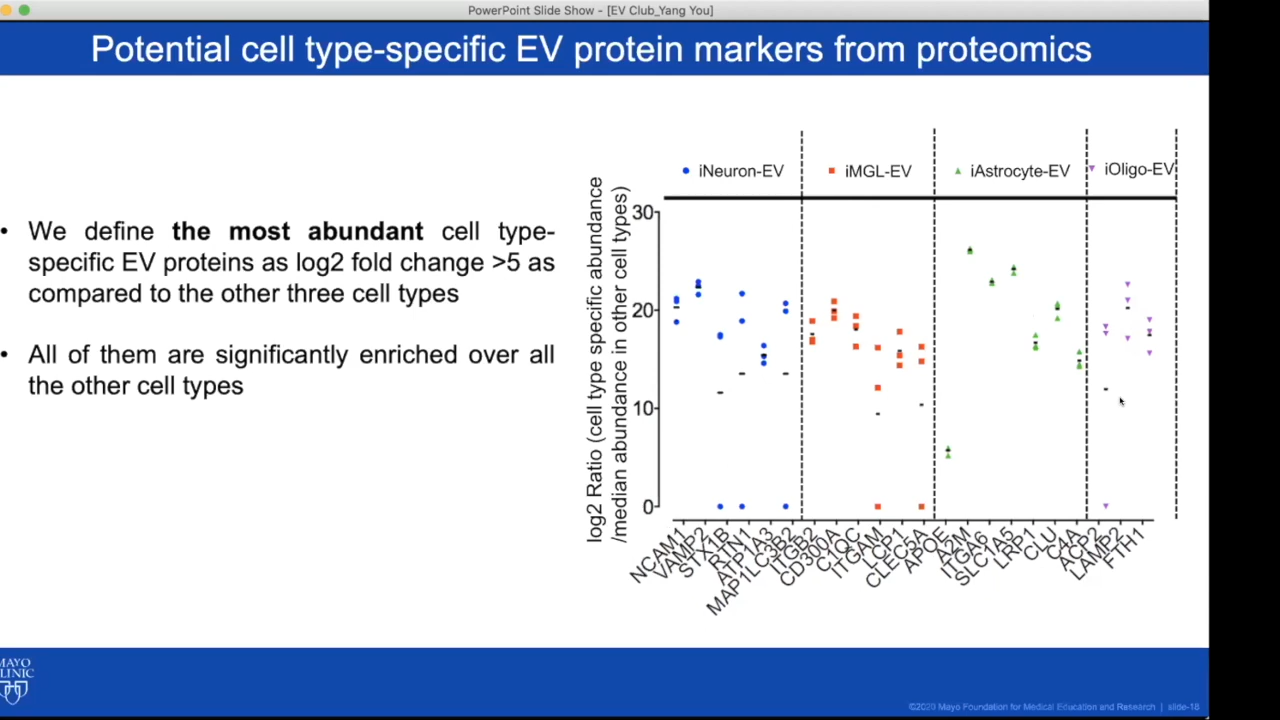 PowerPoint Slide Show - [EV Club_Yang You]
Potential cell type-specific EV protein markers from proteomics
• We define the most abundant cell type-
specific EV proteins as log2 fold change >5 as
compared to the other three cell types
• All of them are significantly enriched over all
the other cell types
iNeuron-EV
iMGL-EV
iAstrocyte-EV
iOligo-EV
log2 Ratio (cell type specific abundance
/median abundance in other cell types)
30
20
10
0
NCAM1
VAMP2
STX1B
RTN1
ATP1A3
MAP1LC3B2
ITGB2
CD300A
C1QC
ITGAM
LCP1
CLEC5A
APOE
A2M
ITGA6
SLC1A5
LRP1
CLU
C4A
ACP2
LAMP2
FTH1
MAYO
CLINIC
©2020 Mayo Foundation for Medical Education and Research | slide-18